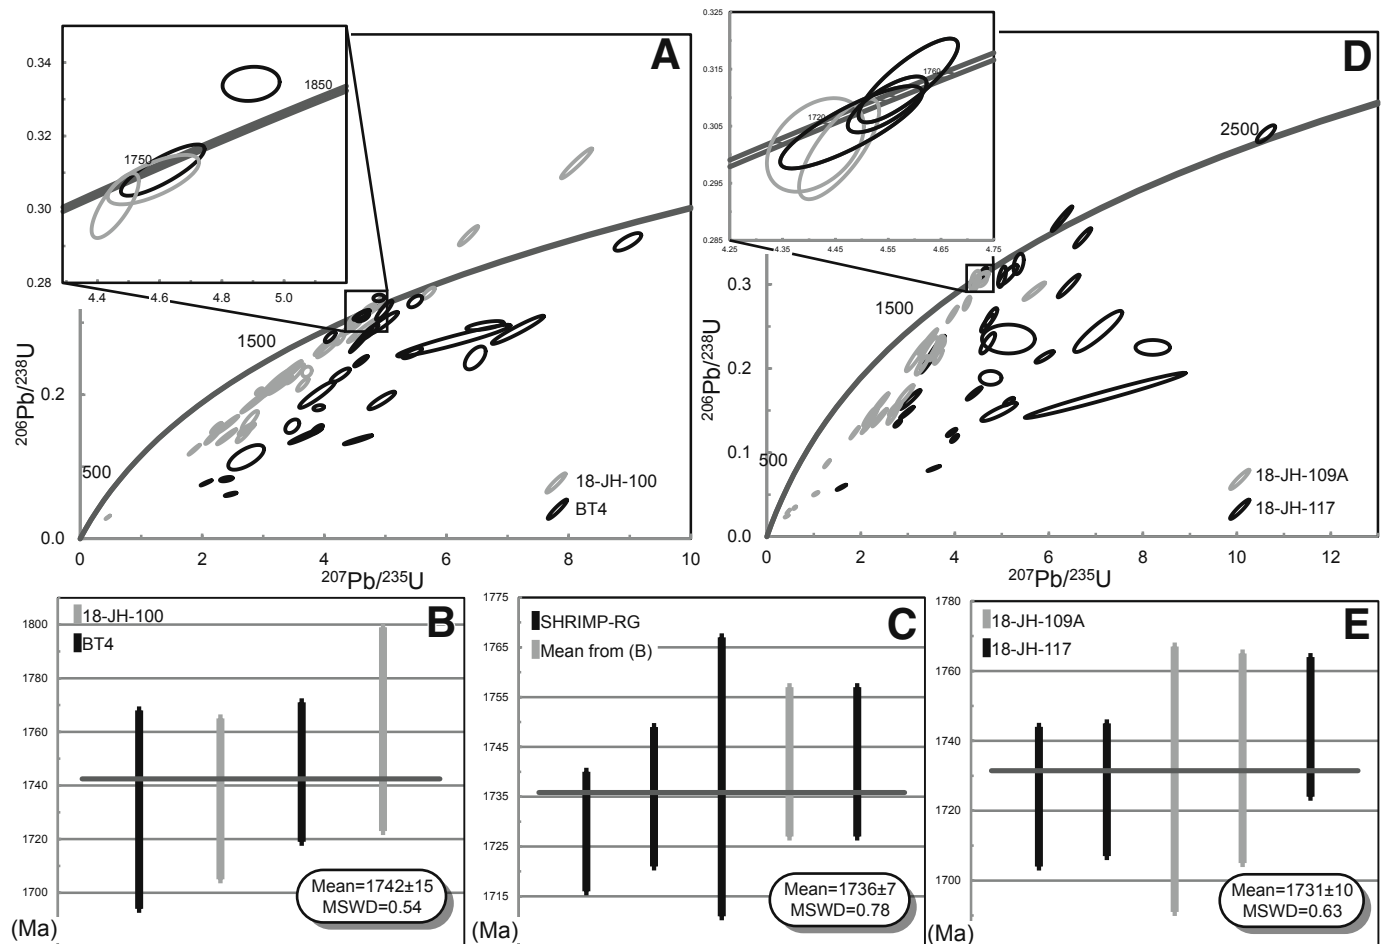 A
0.34
0.32
0.30
0.28
0.2
0.0
1850
1750
4.4 4.6 4.8 5.0
1500
500
206Pb/238U
18-JH-100
BT4
0 2 4 6 8 10
207Pb/235U
D
0.325
0.315
0.305
0.295
0.285
1760
1720
4.25 4.35 4.45 4.55 4.65 4.75
2500
1500
500
0.3
0.2
0.1
0.0
206Pb/238U
18-JH-109A
18-JH-117
0 2 4 6 8 10 12
207Pb/235U
B
18-JH-100
BT4
1800
1780
1760
1740
1720
1700
(Ma)
Mean=1742±15
MSWD=0.54
C
SHRIMP-RG
Mean from (B)
1775
1765
1755
1745
1735
1725
1715
(Ma)
Mean=1736±7
MSWD=0.78
E
18-JH-109A
18-JH-117
1780
1760
1740
1720
1700
(Ma)
Mean=1731±10
MSWD=0.63